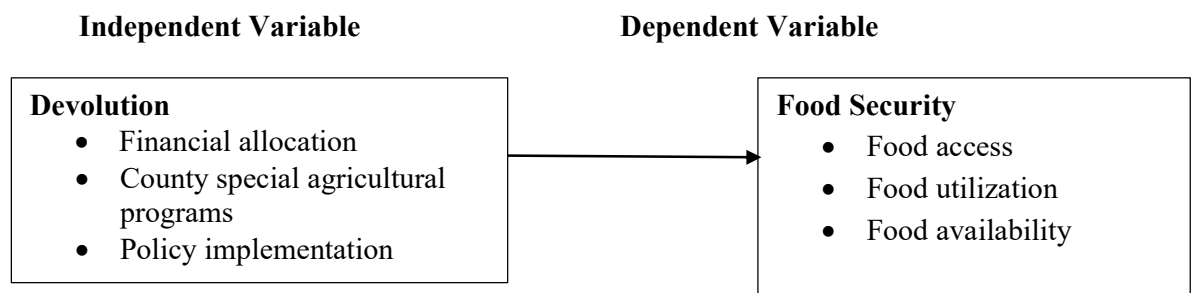 Independent Variable
Dependent Variable
Devolution
• Financial allocation
• County special agricultural
programs
• Policy implementation
Food Security
• Food access
• Food utilization
• Food availability